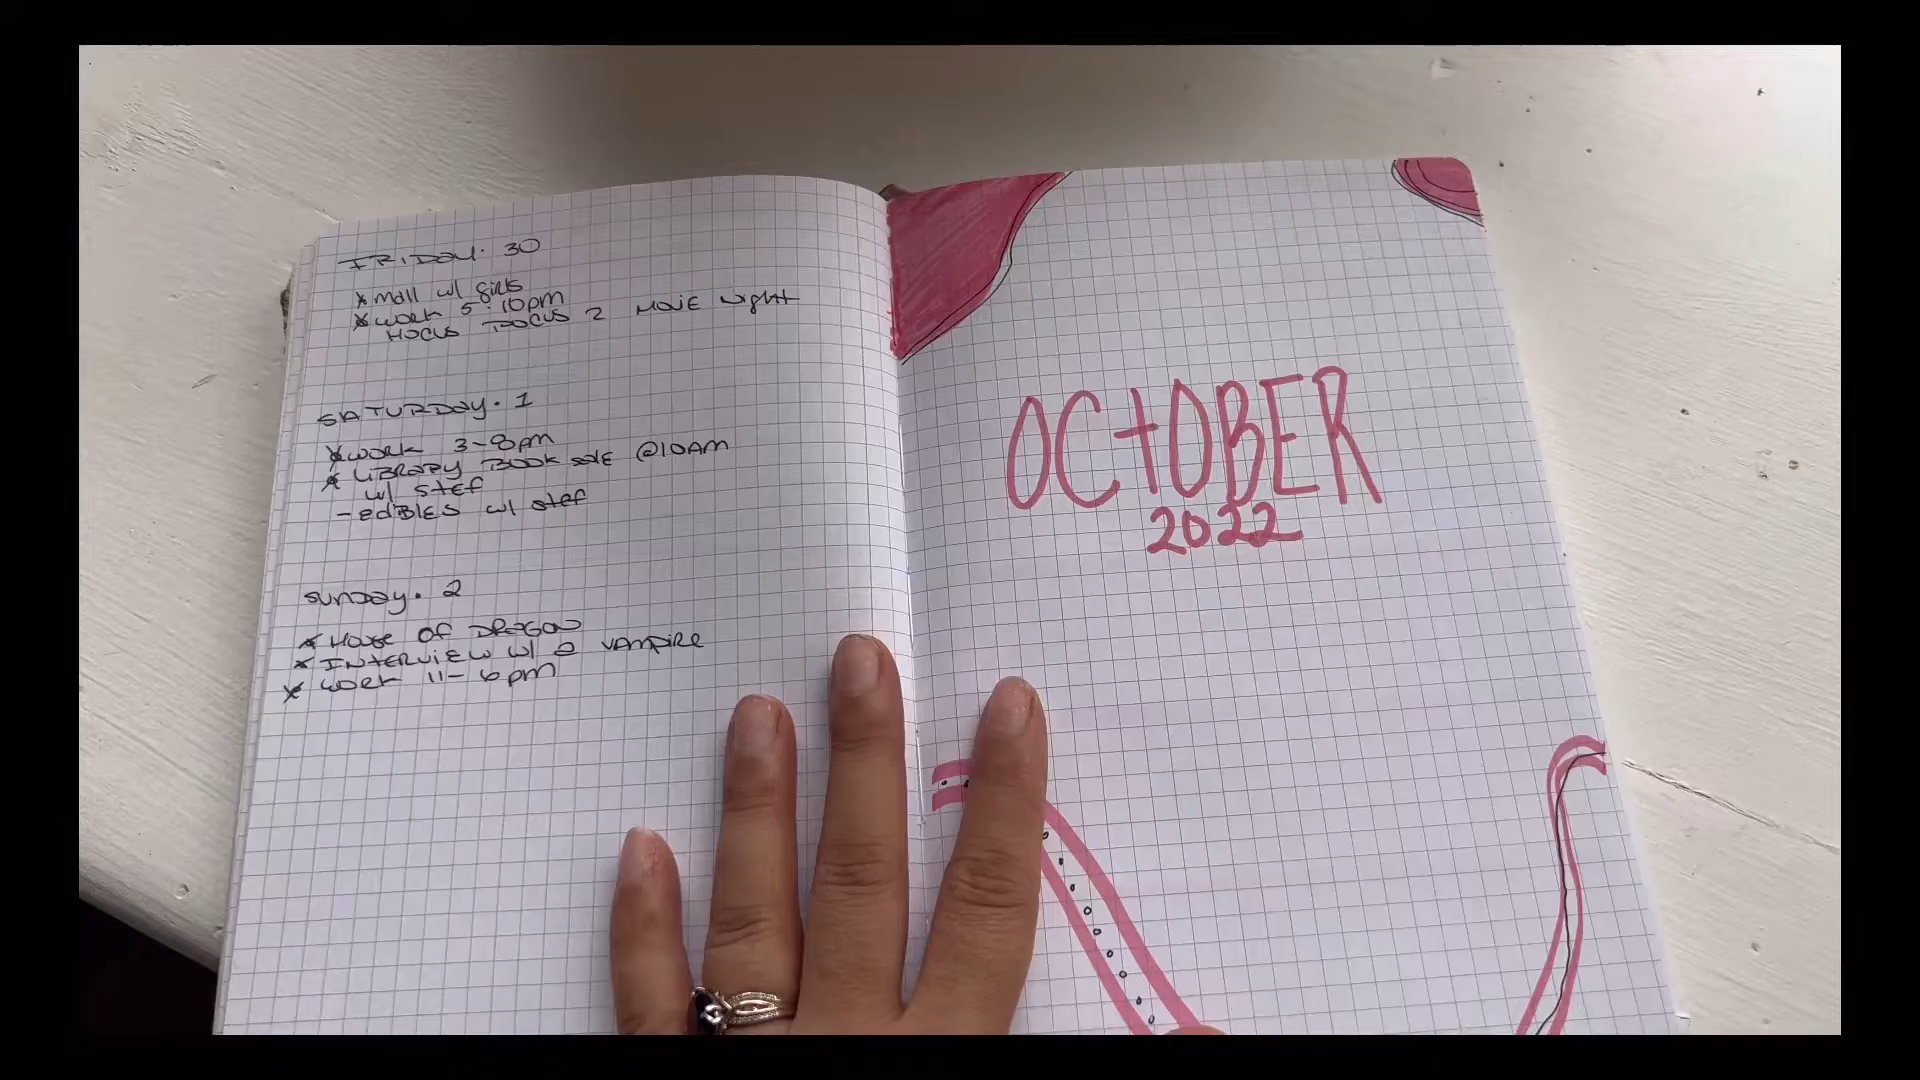 FRIDAY. 30
* mall w/ girls
* work 5-10pm
HOCUS POCUS 2 MOVIE Night
SATURDAY. 1
* work 3-8pm
* LIBRARY BOOK SALE @10AM
w/ stef
- EDIBLES w/ stef
SUNDAY. 2
* HOUSE OF DRAGON
* INTERVIEW w/ a VAMPIRE
* work 11-6pm
OCTOBER
2022